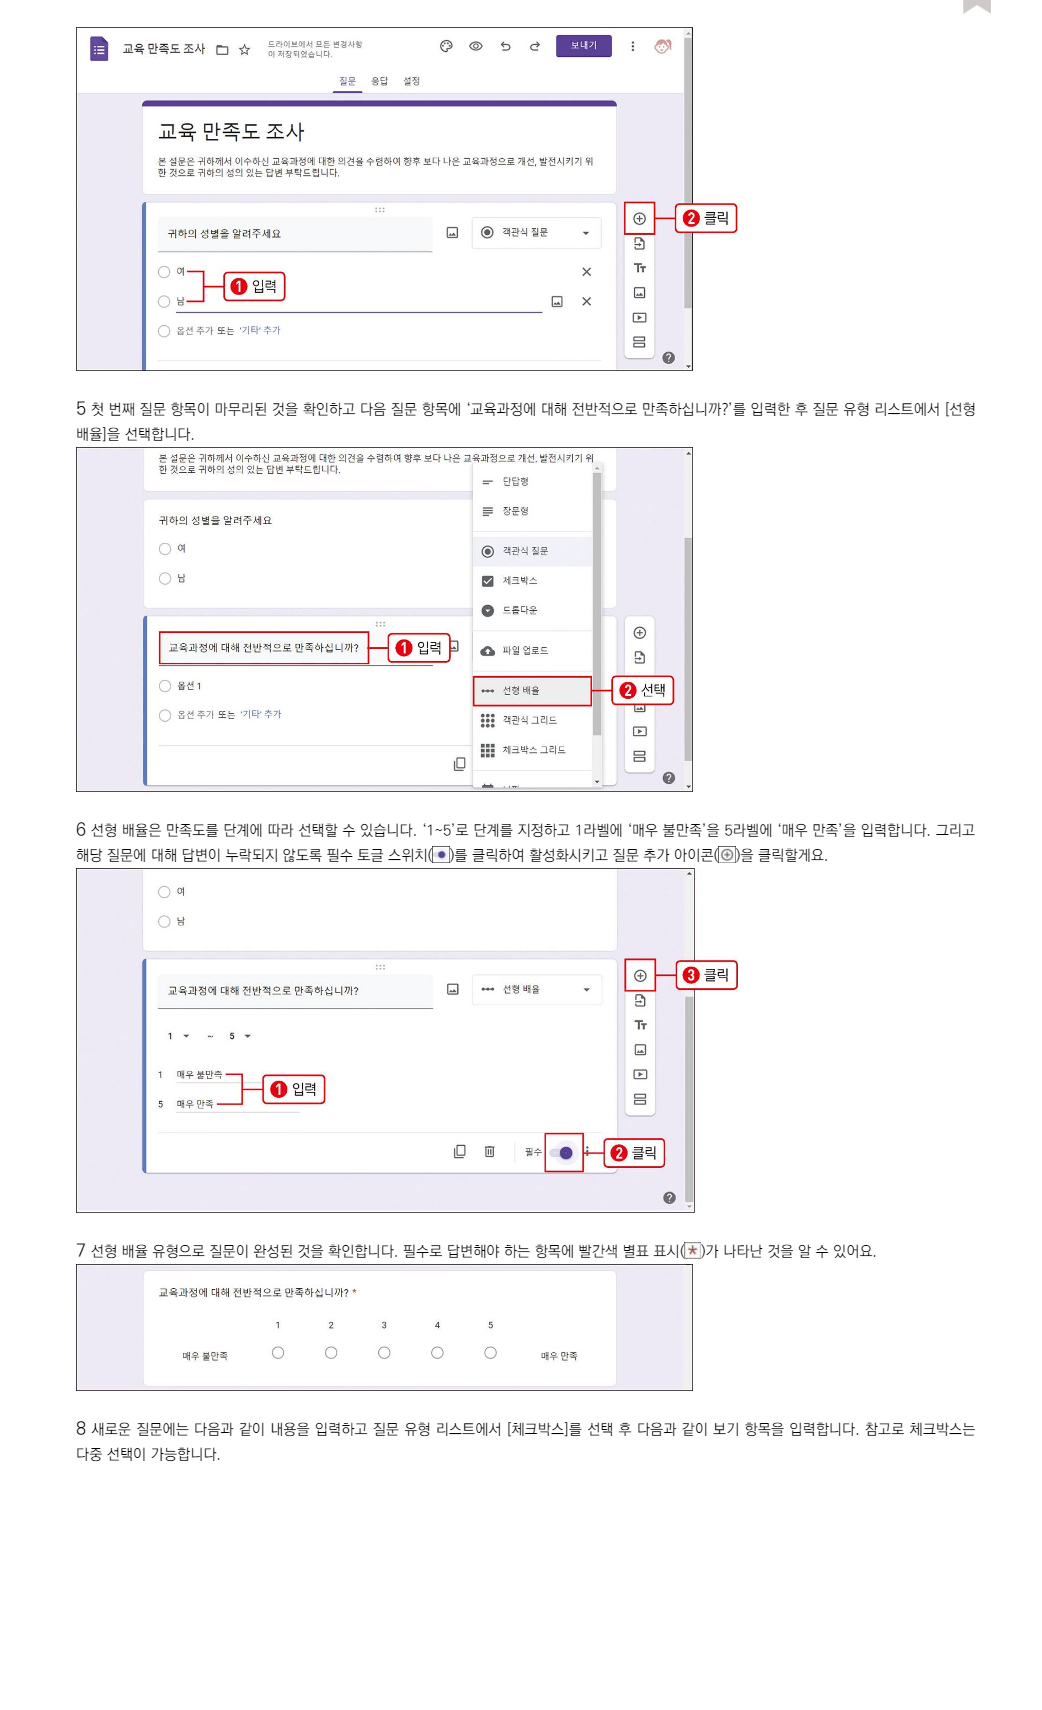 교육 만족도 조사
드라이브에서 모든 변경사항
이 저장되었습니다.
보내기
질문 응답 설정
교육 만족도 조사
본 설문은 귀하께서 이수하신 교육과정에 대한 의견을 수렴하여 향후 보다 나은 교육과정으로 개선, 발전시키기 위
한 것으로 귀하의 성의 있는 답변 부탁드립니다.
귀하의 성별을 알려주세요
객관식 질문
❷ 클릭
여
❶ 입력
남
옵션 추가 또는 '기타' 추가
5 첫 번째 질문 항목이 마무리된 것을 확인하고 다음 질문 항목에 ‘교육과정에 대해 전반적으로 만족하십니까?’를 입력한 후 질문 유형 리스트에서 [선형
배율]을 선택합니다.
본 설문은 귀하께서 이수하신 교육과정에 대한 의견을 수렴하여 향후 보다 나은 교육과정으로 개선, 발전시키기 위
한 것으로 귀하의 성의 있는 답변 부탁드립니다.
단답형
장문형
귀하의 성별을 알려주세요
여
객관식 질문
남
체크박스
드롭다운
교육과정에 대해 전반적으로 만족하십니까?
❶ 입력
파일 업로드
옵션 1
선형 배율
❷ 선택
옵션 추가 또는 '기타' 추가
객관식 그리드
체크박스 그리드
6 선형 배율은 만족도를 단계에 따라 선택할 수 있습니다. ‘1~5’로 단계를 지정하고 1라벨에 ‘매우 불만족’을 5라벨에 ‘매우 만족’을 입력합니다. 그리고
해당 질문에 대해 답변이 누락되지 않도록 필수 토글 스위치( )를 클릭하여 활성화시키고 질문 추가 아이콘(⊕)을 클릭할게요.
여
남
교육과정에 대해 전반적으로 만족하십니까?
선형 배율
❸ 클릭
1 ~ 5
1 매우 불만족
❶ 입력
5 매우 만족
필수
❷ 클릭
7 선형 배율 유형으로 질문이 완성된 것을 확인합니다. 필수로 답변해야 하는 항목에 빨간색 별표 표시(*)가 나타난 것을 알 수 있어요.
교육과정에 대해 전반적으로 만족하십니까? *
1 2 3 4 5
매우 불만족 매우 만족
8 새로운 질문에는 다음과 같이 내용을 입력하고 질문 유형 리스트에서 [체크박스]를 선택 후 다음과 같이 보기 항목을 입력합니다. 참고로 체크박스는
다중 선택이 가능합니다.